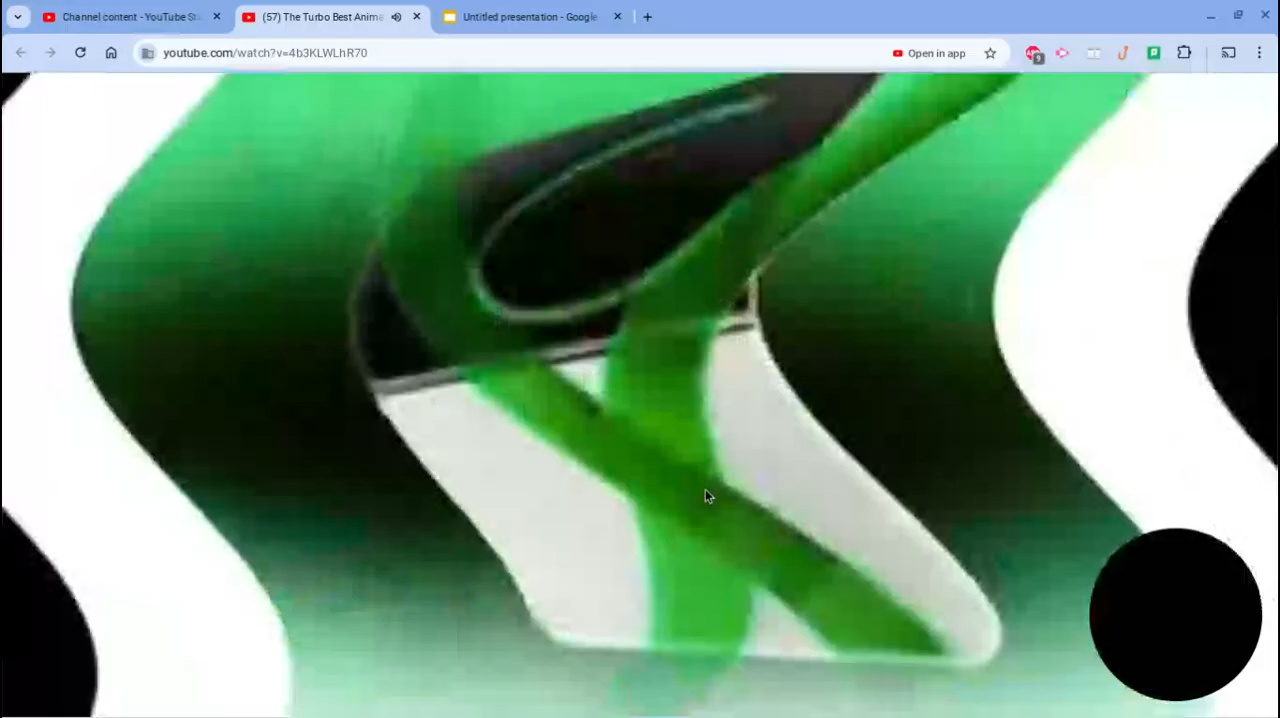 Channel content - YouTube St
(57) The Turbo Best Anima
Untitled presentation - Google
youtube.com/watch?v=4b3KLWLhR70
Open in app
9